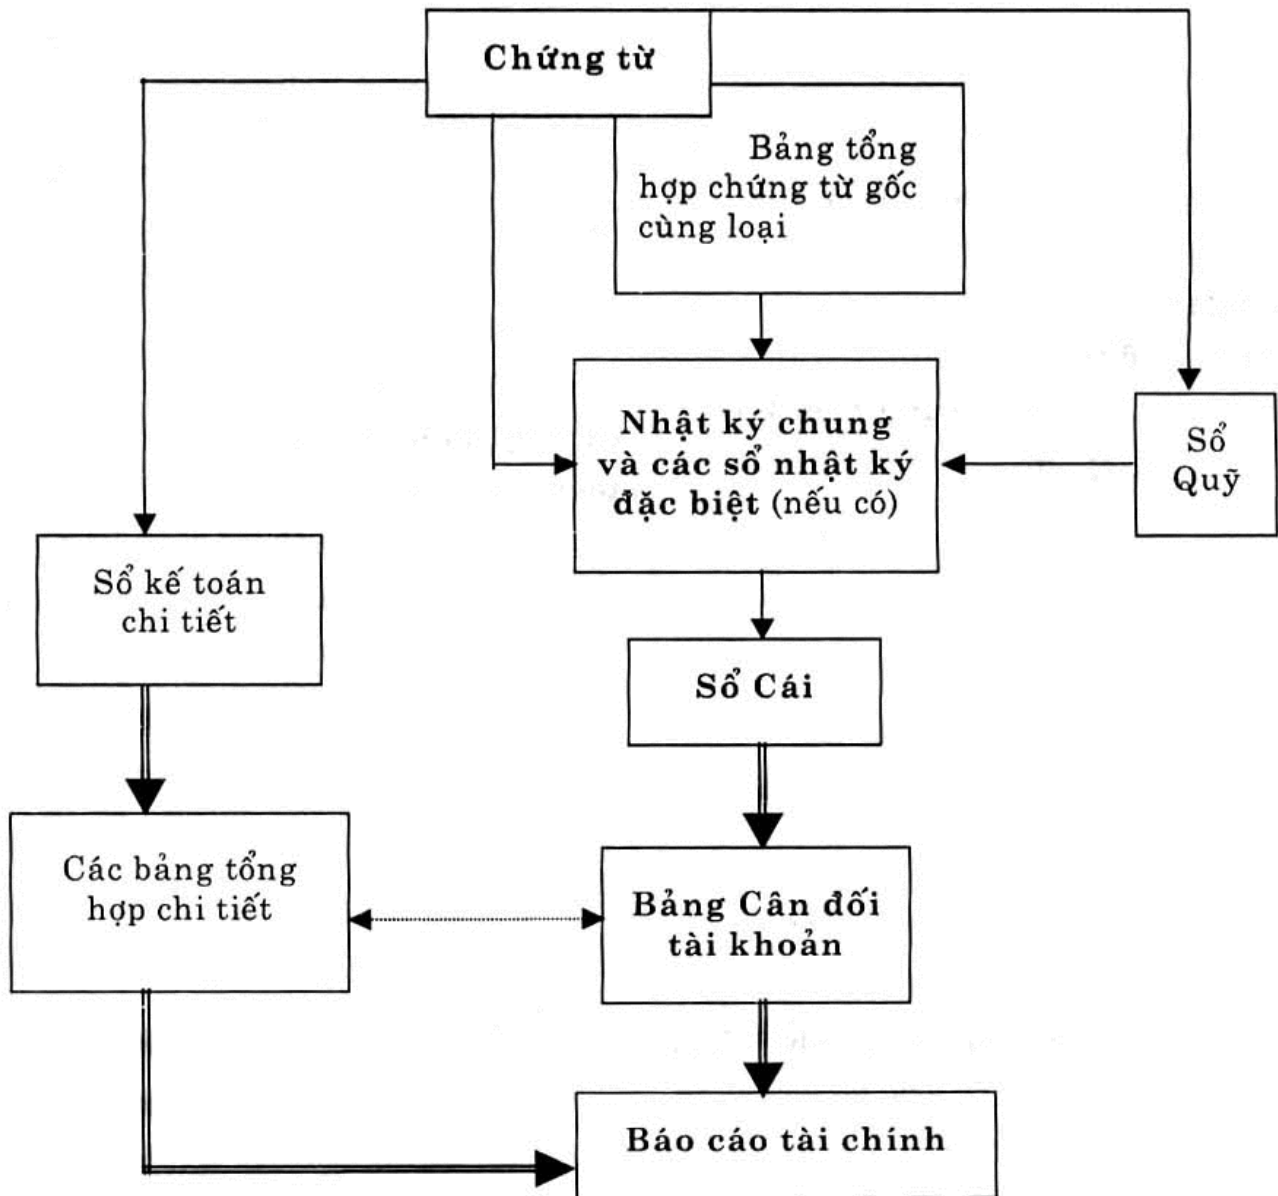 Chứng từ
Bảng tổng
hợp chứng từ gốc
cùng loại
Nhật ký chung
và các sổ nhật ký
đặc biệt (nếu có)
Sổ
Quỹ
Sổ kế toán
chi tiết
Sổ Cái
Các bảng tổng
hợp chi tiết
Bảng Cân đối
tài khoản
Báo cáo tài chính